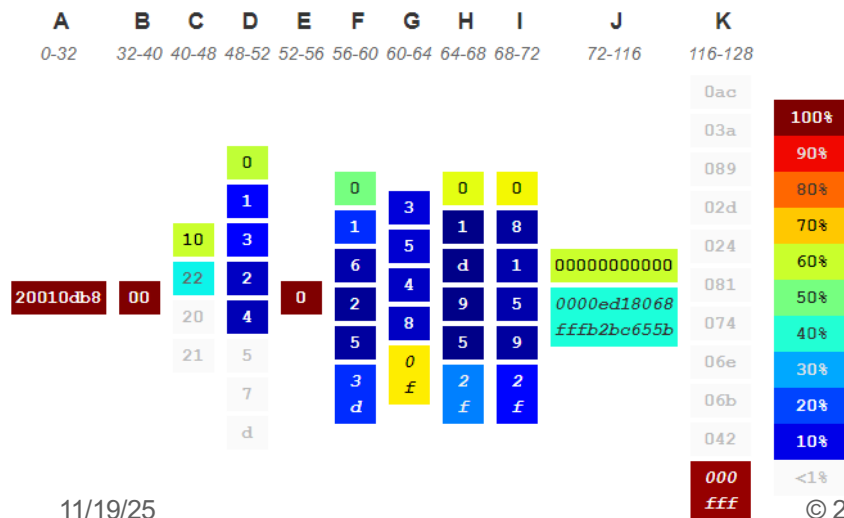 A B C D E F G H I J K
0-32 32-40 40-48 48-52 52-56 56-60 60-64 64-68 68-72 72-116 116-128
0ac
03a
100%
089
90%
0
80%
02d
0 0 0
1
3
70%
024
1 1 8
10
3
5
60%
00000000000
081
6 d 1
22
2
4
50%
20010db8 00 0
0000ed18068
fffb2bc655b
074
2 9 5
20
4
8
40%
06e
5 5 9
21
5
0
f
30%
06b
3
d
2
f
2
f
7
20%
042
d
10%
000
fff
<1%
11/19/25
© 2